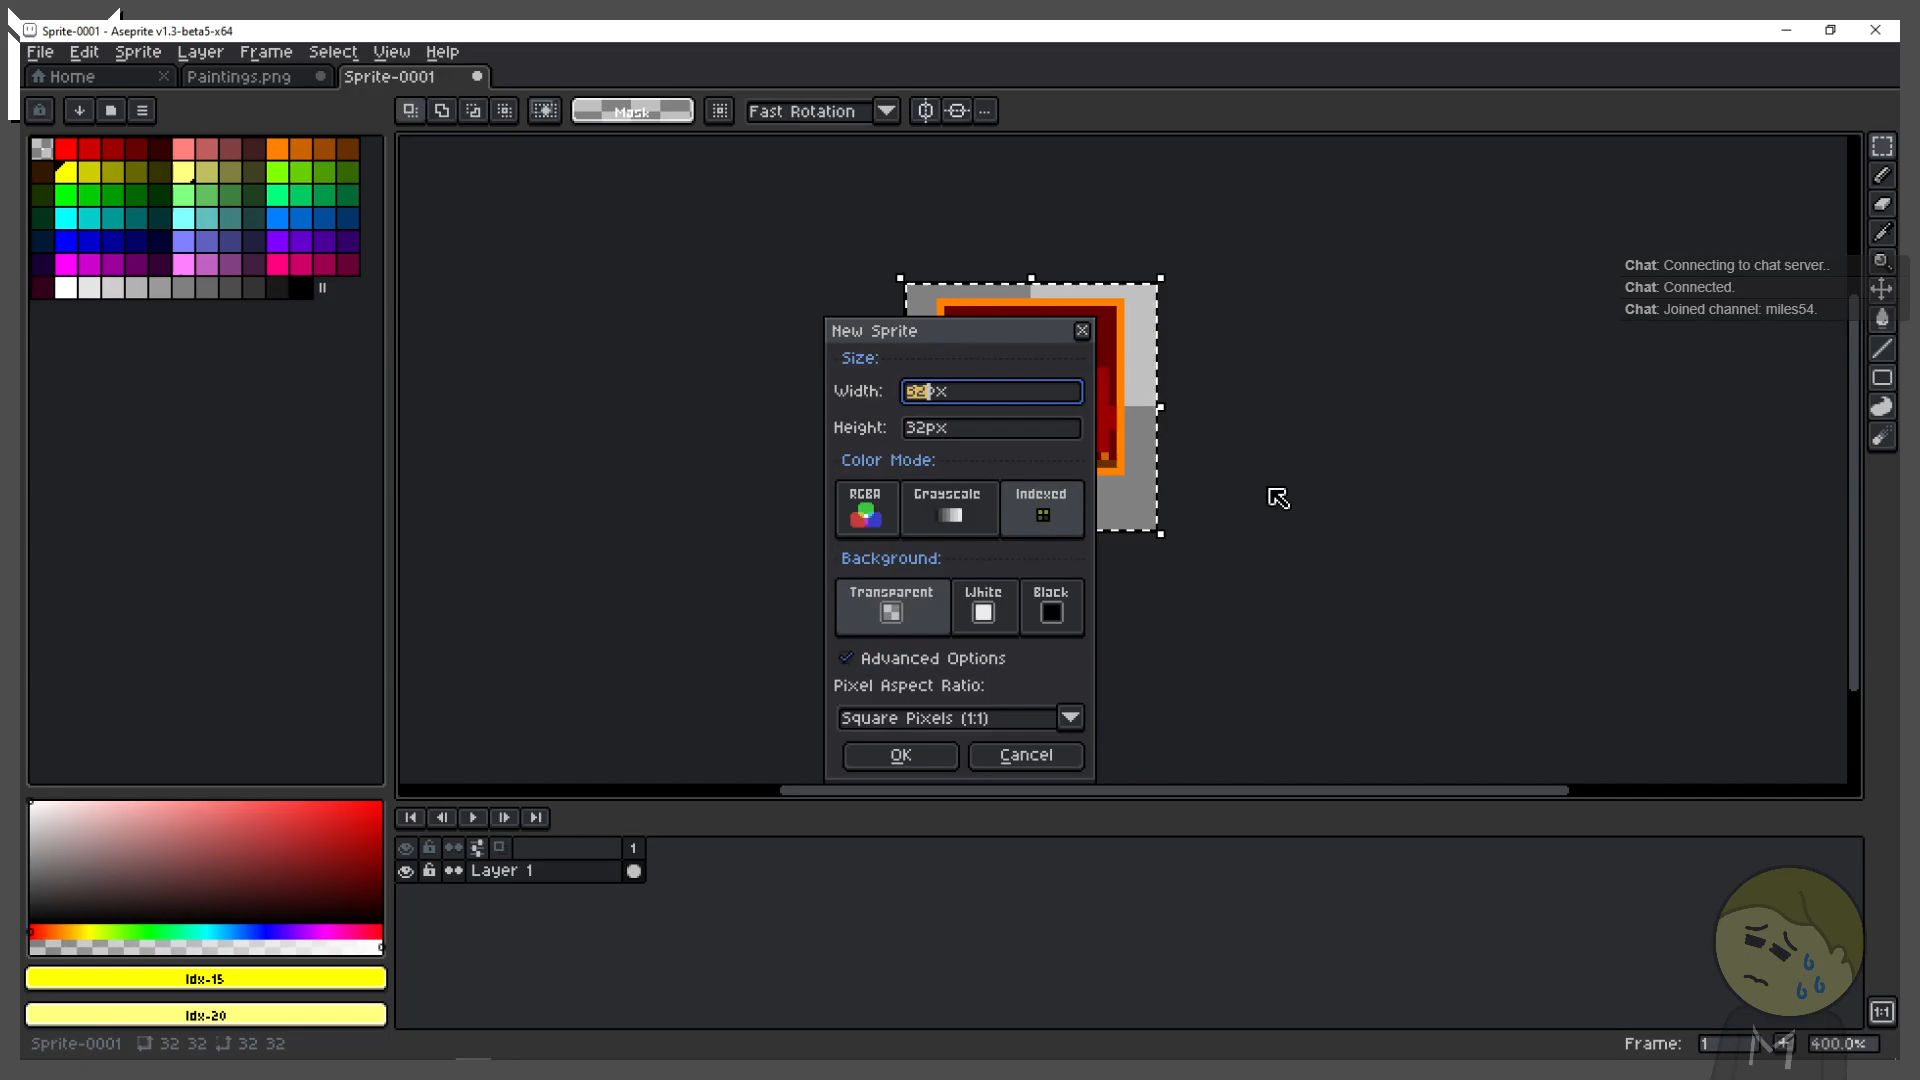 Sprite-0001 - Aseprite v1.3-beta5-x64
File Edit Sprite Layer Frame Select View Help
Home Paintings.png Sprite-0001
Mask Fast Rotation ...
Chat: Connecting to chat server..
Chat: Connected.
Chat: Joined channel: miles54.
New Sprite
Size:
Width: 32px
Height: 32px
Color Mode:
RGBA Grayscale Indexed
Background:
Transparent White Black
Advanced Options
Pixel Aspect Ratio:
Square Pixels (1:1)
OK Cancel
1
Layer 1
Idx-15
Idx-20
1:1
Sprite-0001 32 32 32 32
Frame: 1 + 400.0%